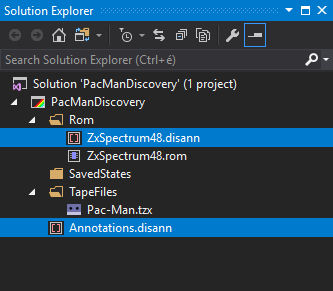 Solution Explorer
Search Solution Explorer (Ctrl+é)
Solution 'PacManDiscovery' (1 project)
PacManDiscovery
Rom
ZxSpectrum48.disann
ZxSpectrum48.rom
SavedStates
TapeFiles
Pac-Man.tzx
Annotations.disann